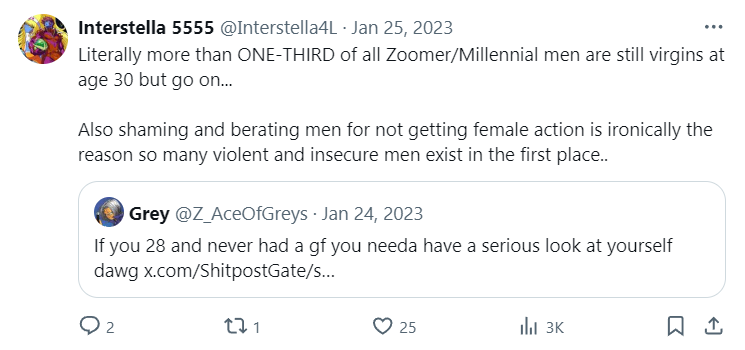 Interstella 5555 @Interstella4L · Jan 25, 2023
Literally more than ONE-THIRD of all Zoomer/Millennial men are still virgins at
age 30 but go on...
Also shaming and berating men for not getting female action is ironically the
reason so many violent and insecure men exist in the first place..
Grey @Z_AceOfGreys · Jan 24, 2023
If you 28 and never had a gf you needa have a serious look at yourself
dawg x.com/ShitpostGate/s...
2 1 25 3K